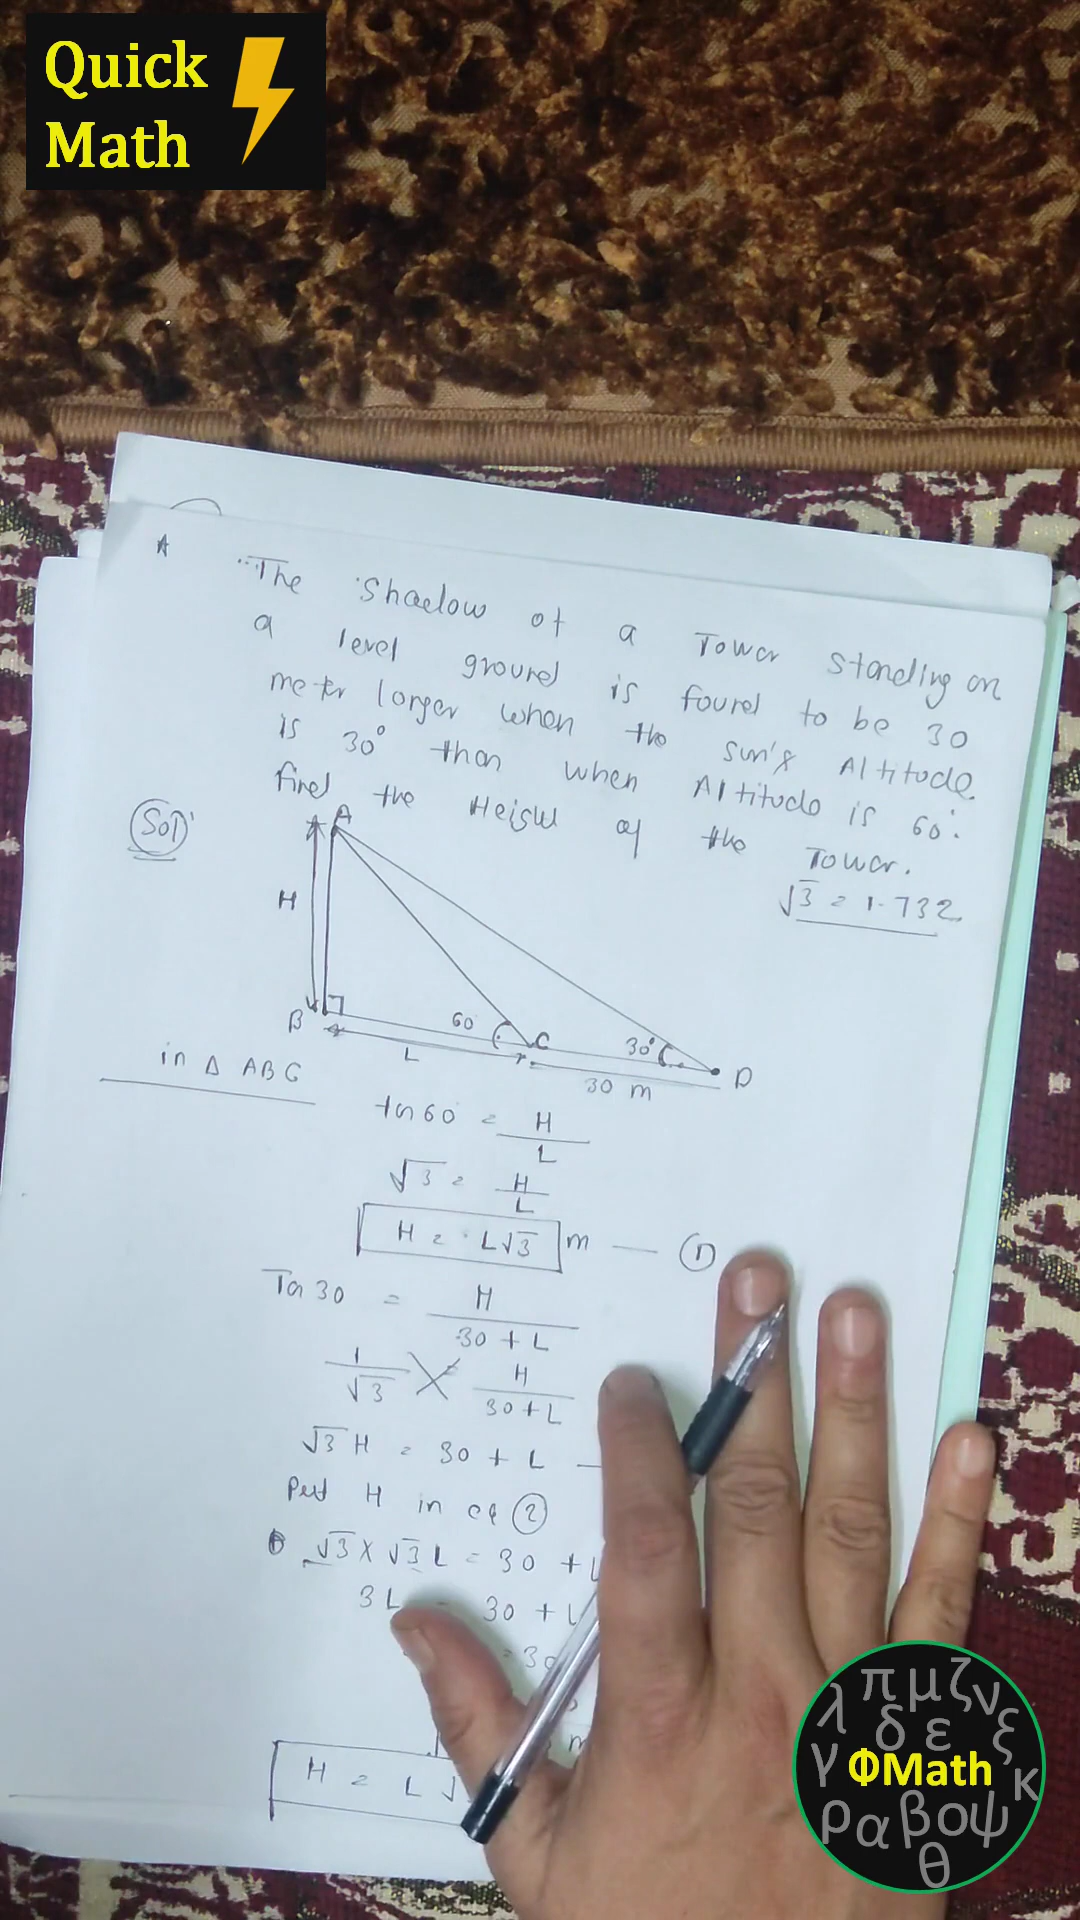 Quick
Math
The Shadow of a Tower standing on
a level ground is found to be 30
meter longer when the sun's Altitude
is 30° than when Altitude is 60°.
find the Height of the Tower.
√3 = 1.732
Sol
A
H
B
60
C
30°
D
L
30 m
in Δ ABC
tan 60 = H/L
√3 = H/L
H = L√3 m — ①
Tan 30 = H/(30 + L)
1/√3 = H/(30+L)
√3 H = 30 + L —
Put H in eq ②
√3 x √3 L = 30 + L
3L = 30 + L
= 30
m
H = L √
π μ ζ ν
λ δ ε ξ
γ ΦMath κ
ρ α β ο ψ
θ